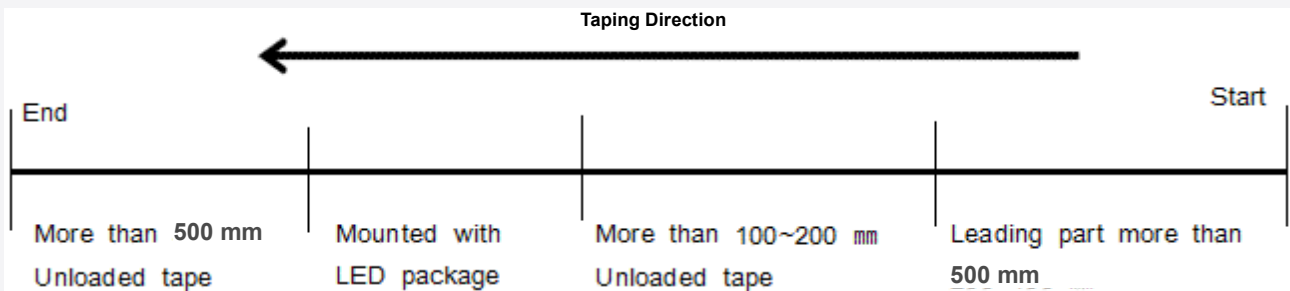 Taping Direction
End
Start
More than 500 mm
Unloaded tape
Mounted with
LED package
More than 100~200 ㎜
Unloaded tape
Leading part more than
500 mm